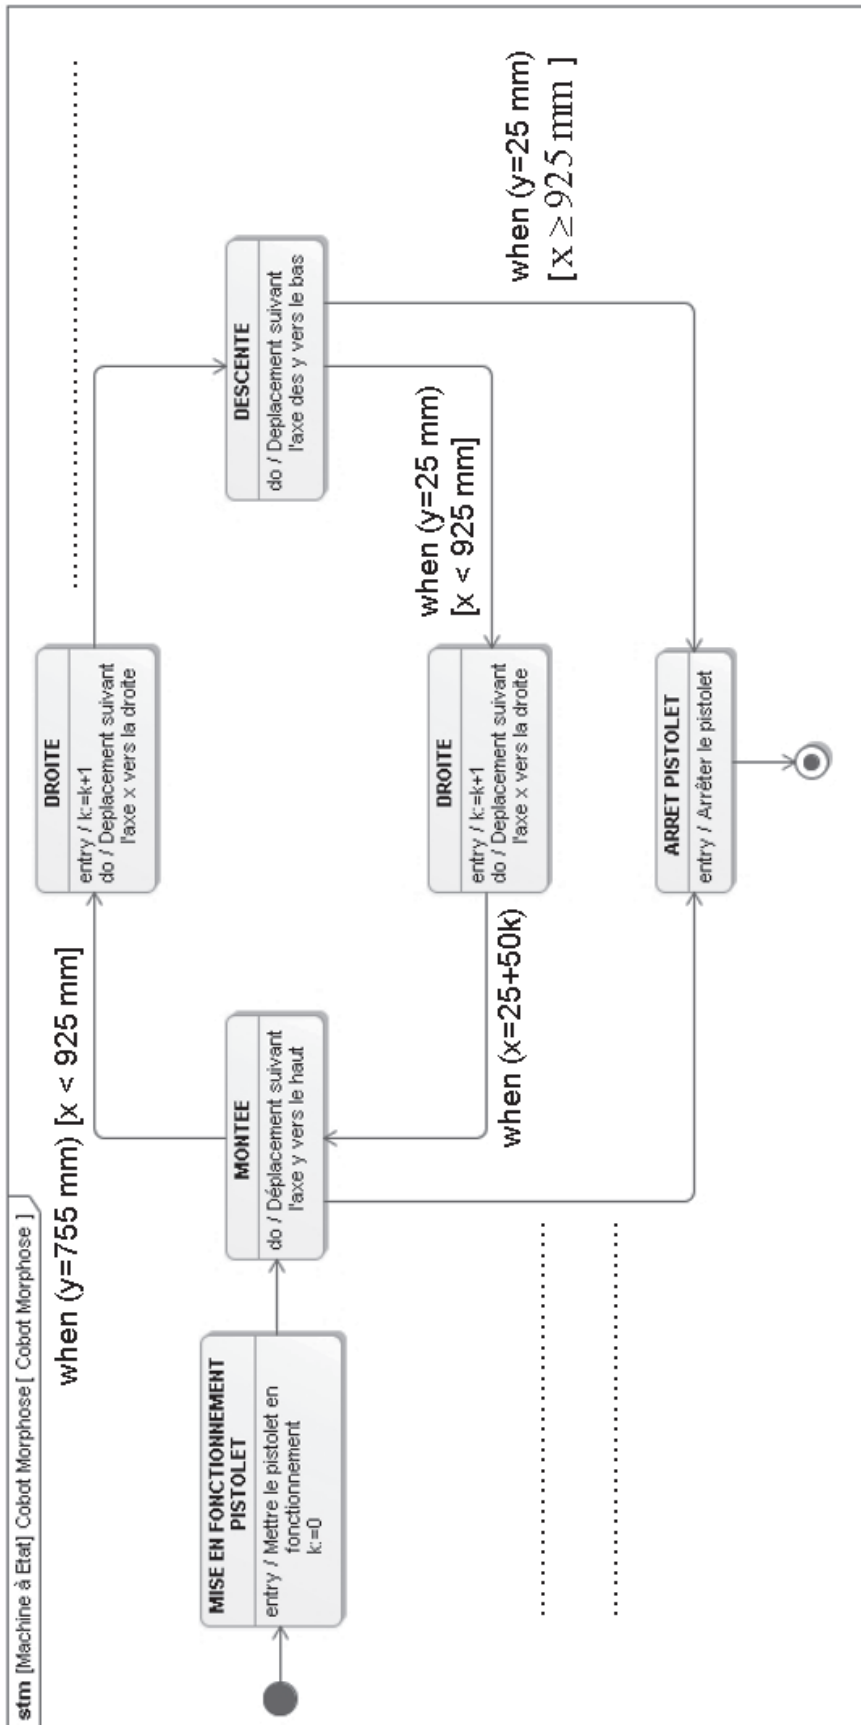 stm [Machine à Etat] Cobot Morphose [ Cobot Morphose ]
when (y=755 mm) [x < 925 mm]
DROITE
entry / k:=k+1
do / Deplacement suivant
l'axe x vers la droite
MISE EN FONCTIONNEMENT
PISTOLET
entry / Mettre le pistolet en
fonctionnement
k:=0
MONTEE
do / Déplacement suivant
l'axe y vers le haut
DESCENTE
do / Deplacement suivant
l'axe des y vers le bas
when (y=25 mm)
[x < 925 mm]
when (y=25 mm)
[x ≥ 925 mm ]
DROITE
entry / k:=k+1
do / Deplacement suivant
l'axe x vers la droite
when (x=25+50k)
ARRET PISTOLET
entry / Arrêter le pistolet